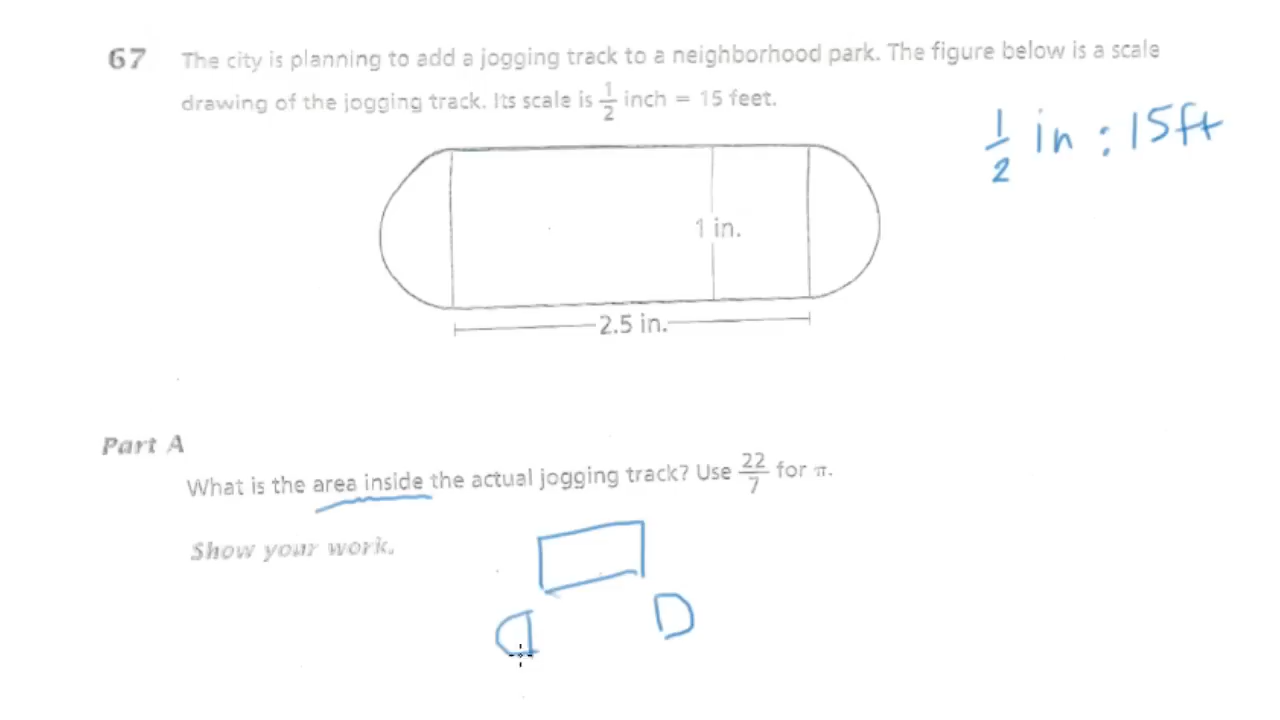 67 The city is planning to add a jogging track to a neighborhood park. The figure below is a scale
drawing of the jogging track. Its scale is 1/2 inch = 15 feet.
1/2 in : 15ft
1 in.
2.5 in.
Part A
What is the area inside the actual jogging track? Use 22/7 for π.
Show your work.